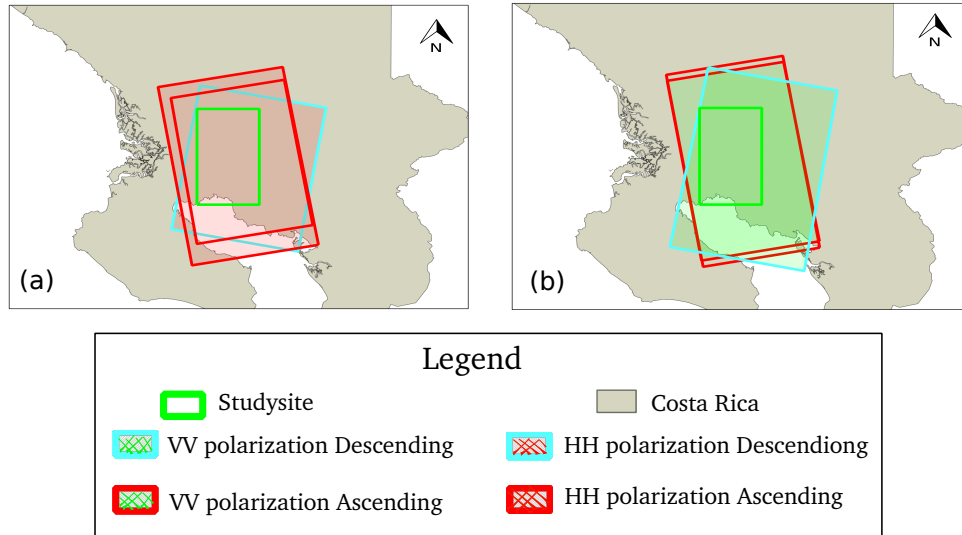 N
N
(a)
(b)
Legend
Studysite
Costa Rica
VV polarization Descending
HH polarization Descendiong
VV polarization Ascending
HH polarization Ascending